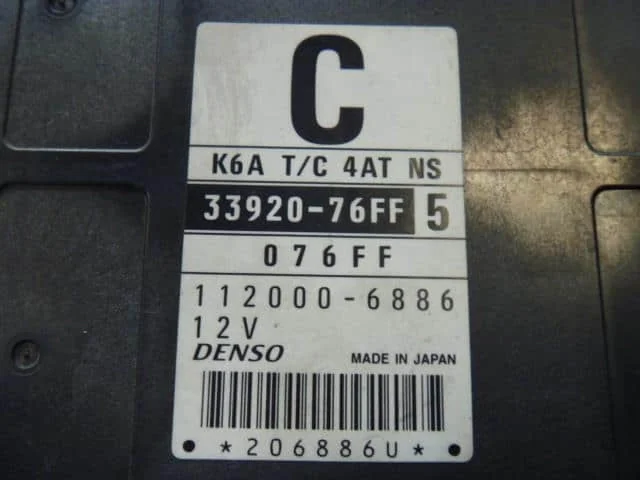 C
K6A T/C 4AT NS
33920-76FF 5
076FF
112000-6886
12V
DENSO MADE IN JAPAN
*206886U*